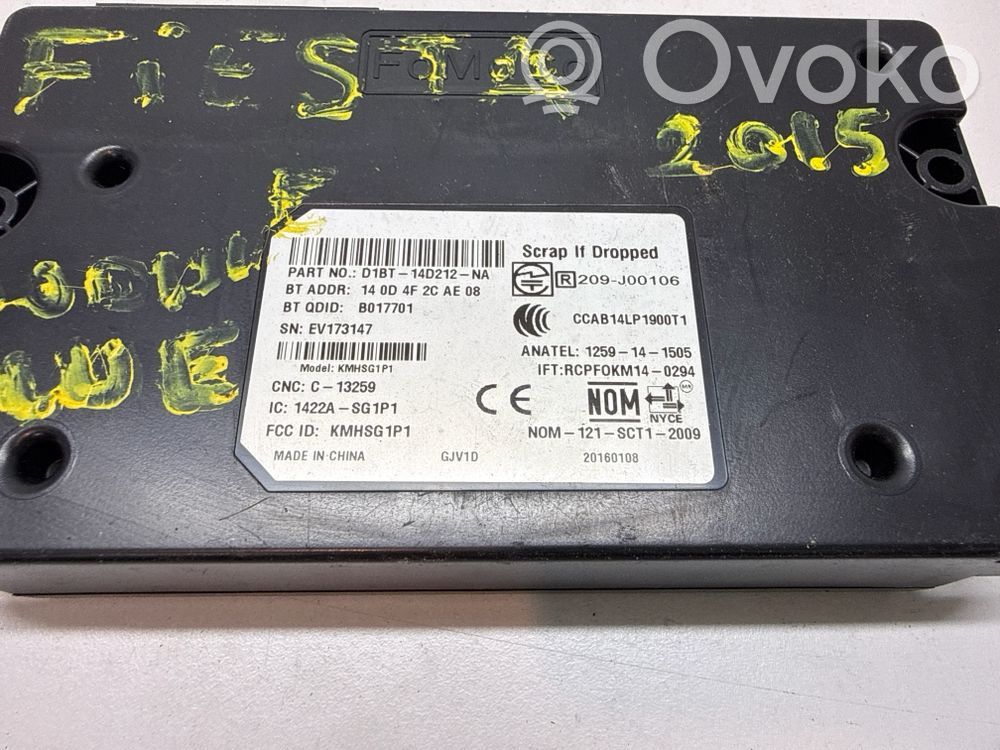 Ovoko
FoMoCo
FiESTA
2015
PART NO.: D1BT-14D212-NA
BT ADDR: 14 0D 4F 2C AE 08
BT QDID: B017701
SN: EV173147
Model: KMHSG1P1
CNC: C-13259
IC: 1422A-SG1P1
FCC ID: KMHSG1P1
MADE IN CHINA
GJV1D
Scrap If Dropped
R 209-J00106
CCAB14LP1900T1
ANATEL: 1259-14-1505
IFT:RCPFOKM14-0294
CE
NOM
NYCE
NOM-121-SCT1-2009
20160108